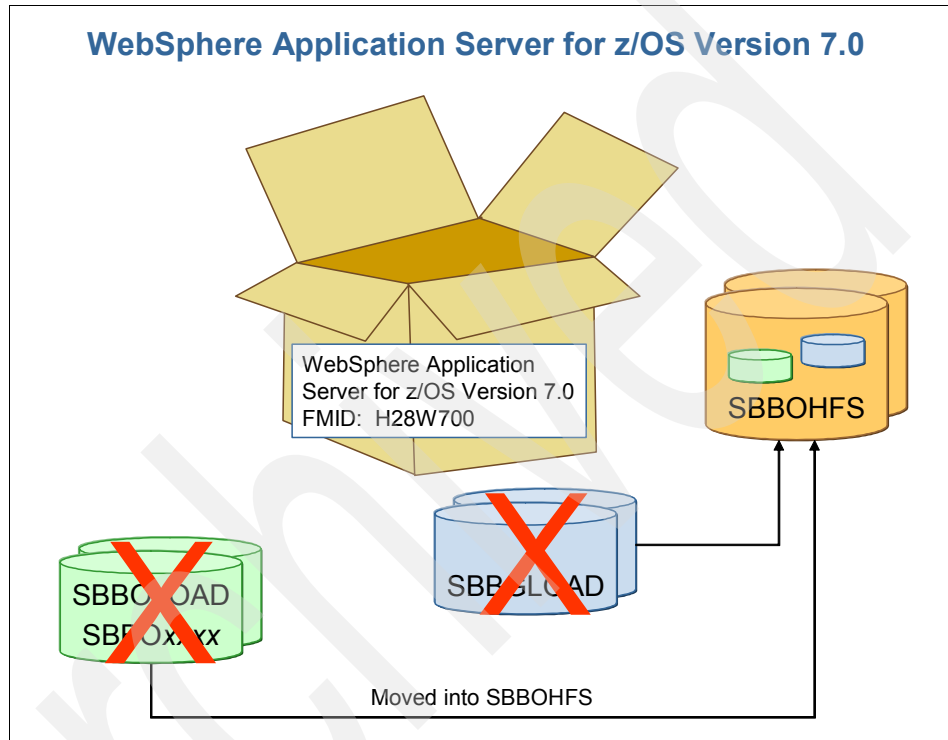 WebSphere Application Server for z/OS Version 7.0
WebSphere Application
Server for z/OS Version 7.0
FMID: H28W700
SBBOHFS
SBBGLOAD
SBBOLOAD
SBBOxxxx
Moved into SBBOHFS